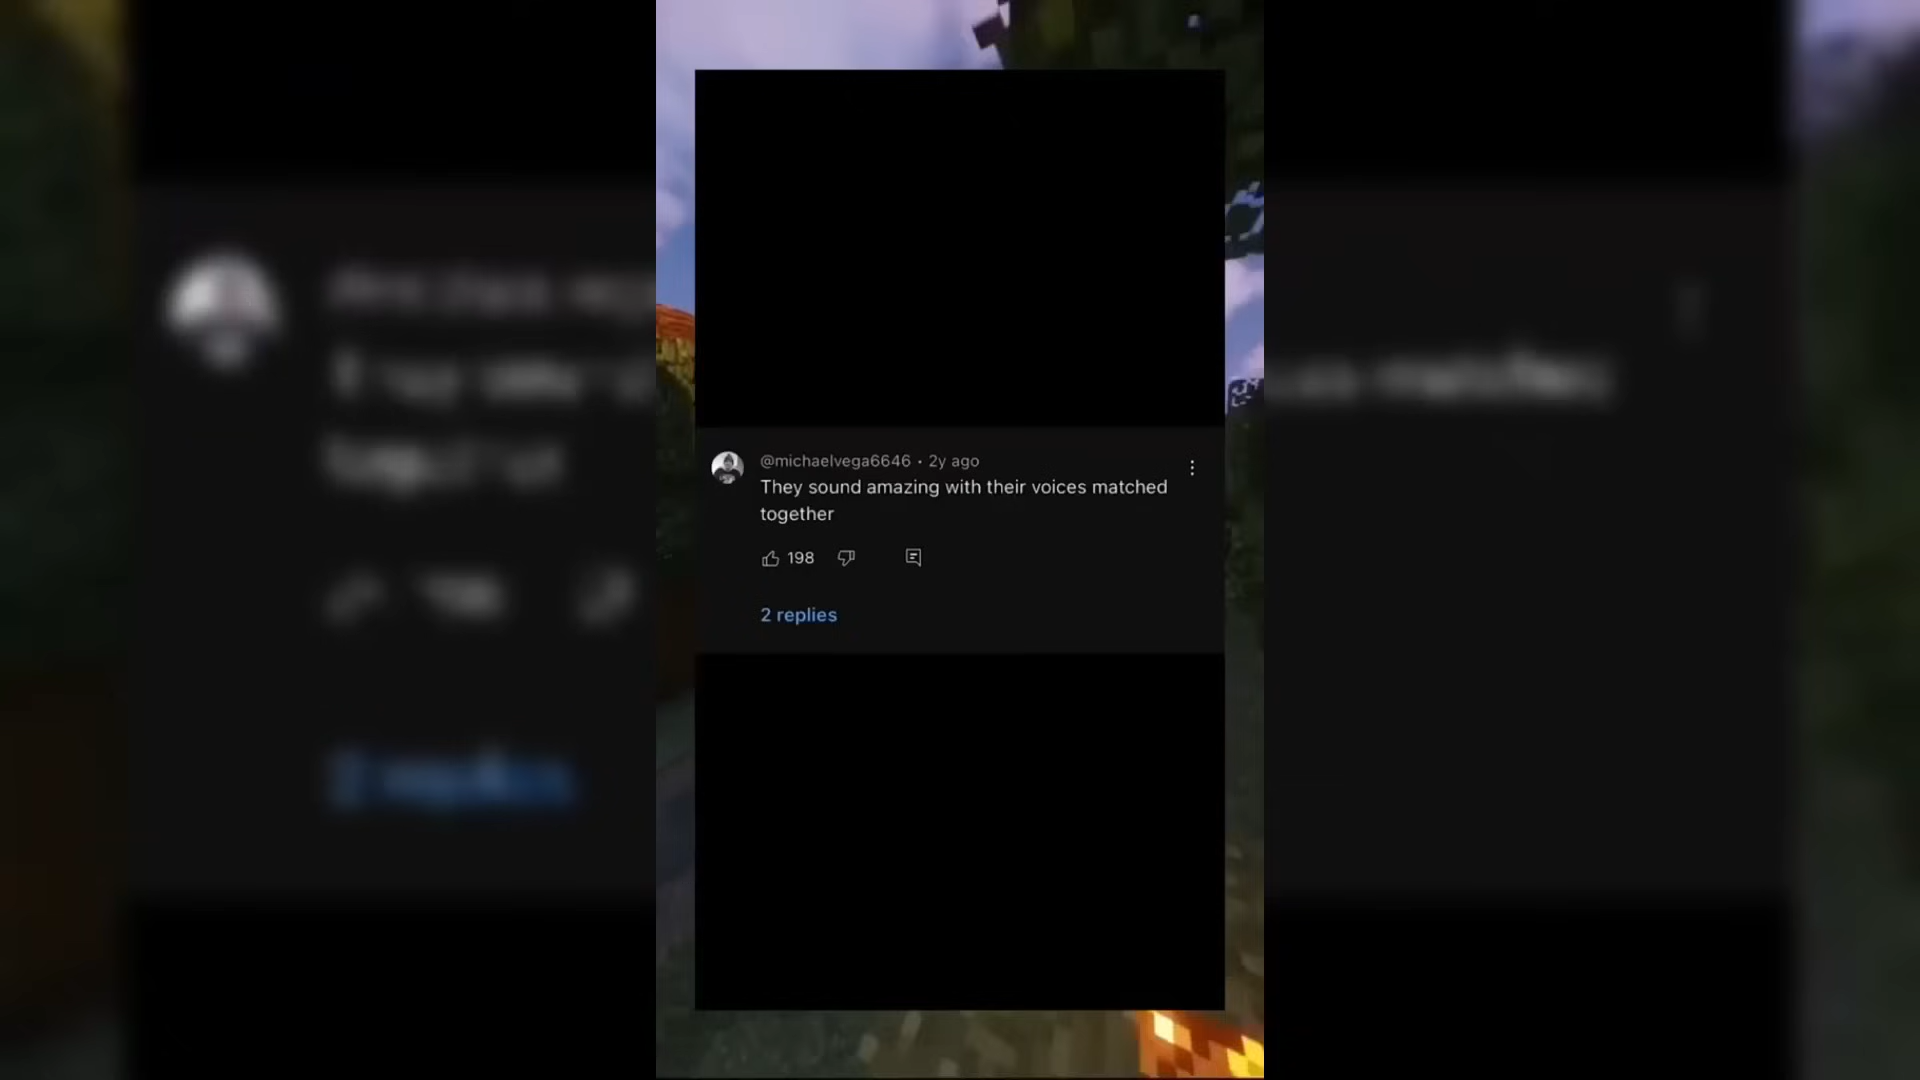 @michaelvega6646 • 2y ago
They sound amazing with their voices matched
together
198
2 replies